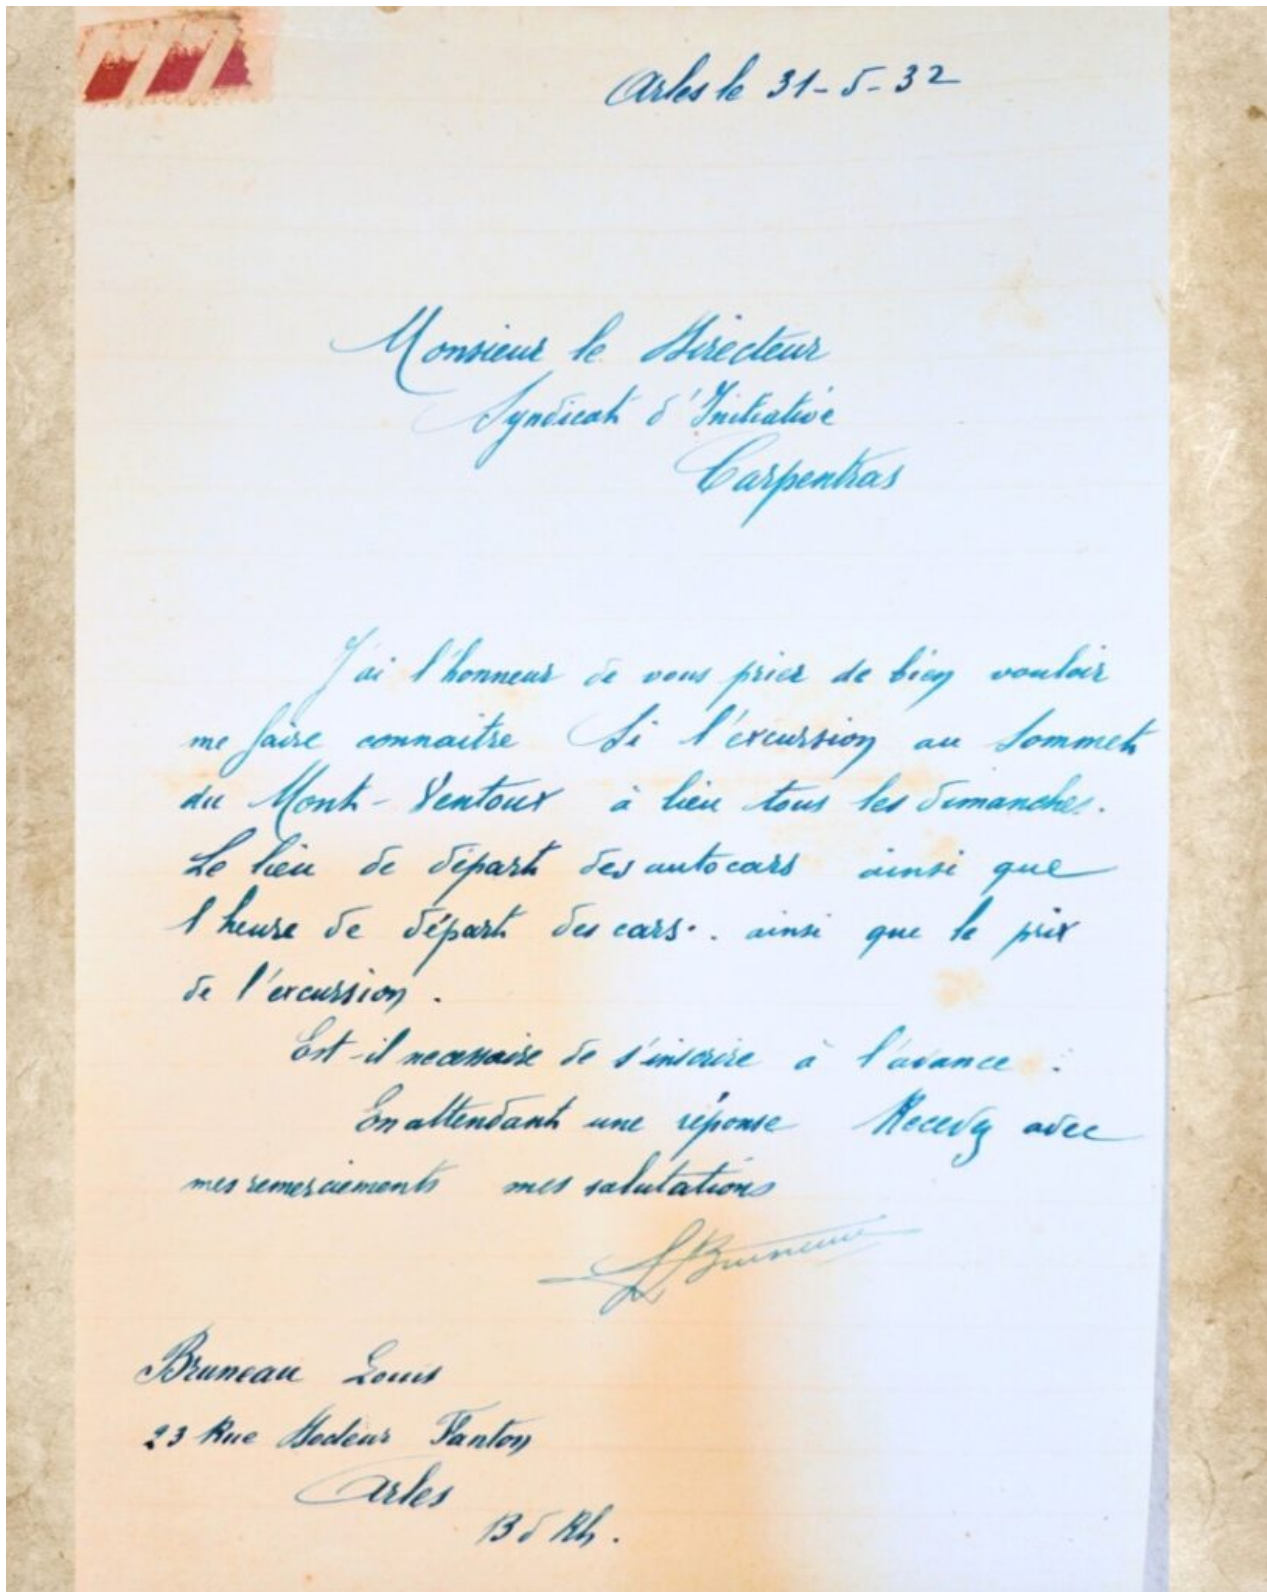 Arles le 31-5-32
Monsieur le Directeur
Syndicat d'Initiative
Carpentras
J'ai l'honneur de vous prier de bien vouloir
me faire connaitre Si l'excursion au Sommet
du Mont-Ventoux à lieu tous les dimanches.
Le lieu de départ des autocars ainsi que
l'heure de départ des cars.. ainsi que le prix
de l'excursion.
Est-il necessaire de s'inscrire à l'avance :
En attendant une réponse Recevez avec
mes remerciements mes salutations
LBruneau
Bruneau Louis
23 Rue Docteur Fanton
Arles
B d Rh.